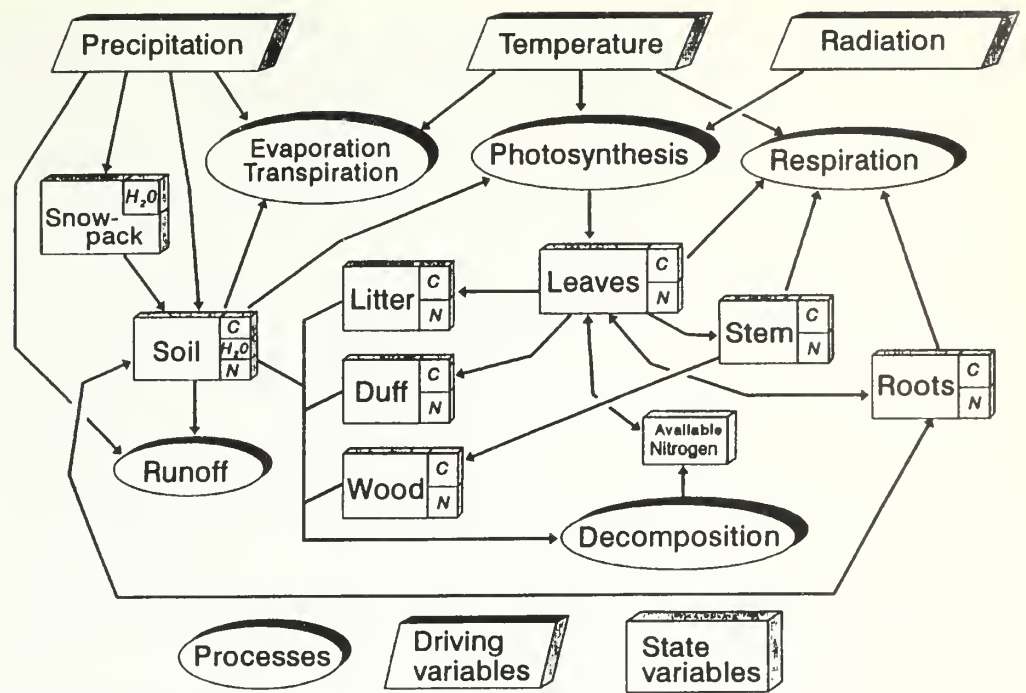 Precipitation
Temperature
Radiation
Evaporation
Transpiration
Photosynthesis
Respiration
H₂O
Snow-
pack
Litter
C
N
Leaves
C
N
Stem
C
N
Soil
C
H₂O
N
Duff
C
N
Roots
C
N
Available
Nitrogen
Runoff
Wood
C
N
Decomposition
Processes
Driving
variables
State
variables